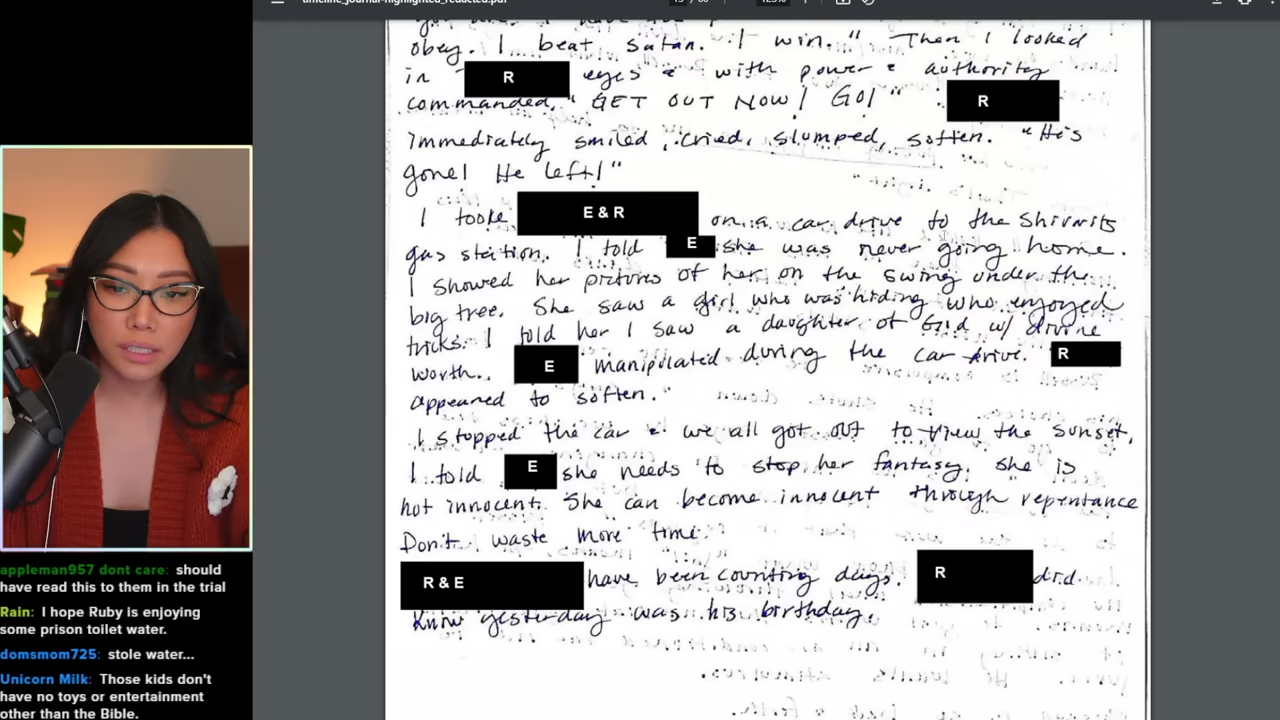 timeline_journal-highlighted_redacted.pdf
125%
obey. I beat satan. I win." Then I looked
in R eyes & with power & authority
commanded, "GET OUT NOW! GO!" R
immediately smiled, cried, slumped, soften. "He's
gone! He left!"
I tooke E & R on a car drive to the Shivwits
gas station. I told E she was never going home.
I showed her pictures of her on the swing under the
big tree. She saw a girl who was hiding who enjoyed
tricks. I told her I saw a daughter of God w/ divine
worth. E manipulated during the car drive. R
appeared to soften."
I stopped the car & we all got out to view the sunset,
I told E she needs to stop her fantasy. She is
not innocent. She can become innocent through repentance
Don't waste more time.
R & E have been counting days. R did
know yesterday was his birthday.
appleman957 dont care: should
have read this to them in the trial
Rain: I hope Ruby is enjoying
some prison toilet water.
domsmom725: stole water...
Unicorn Milk: Those kids don't
have no toys or entertainment
other than the Bible.